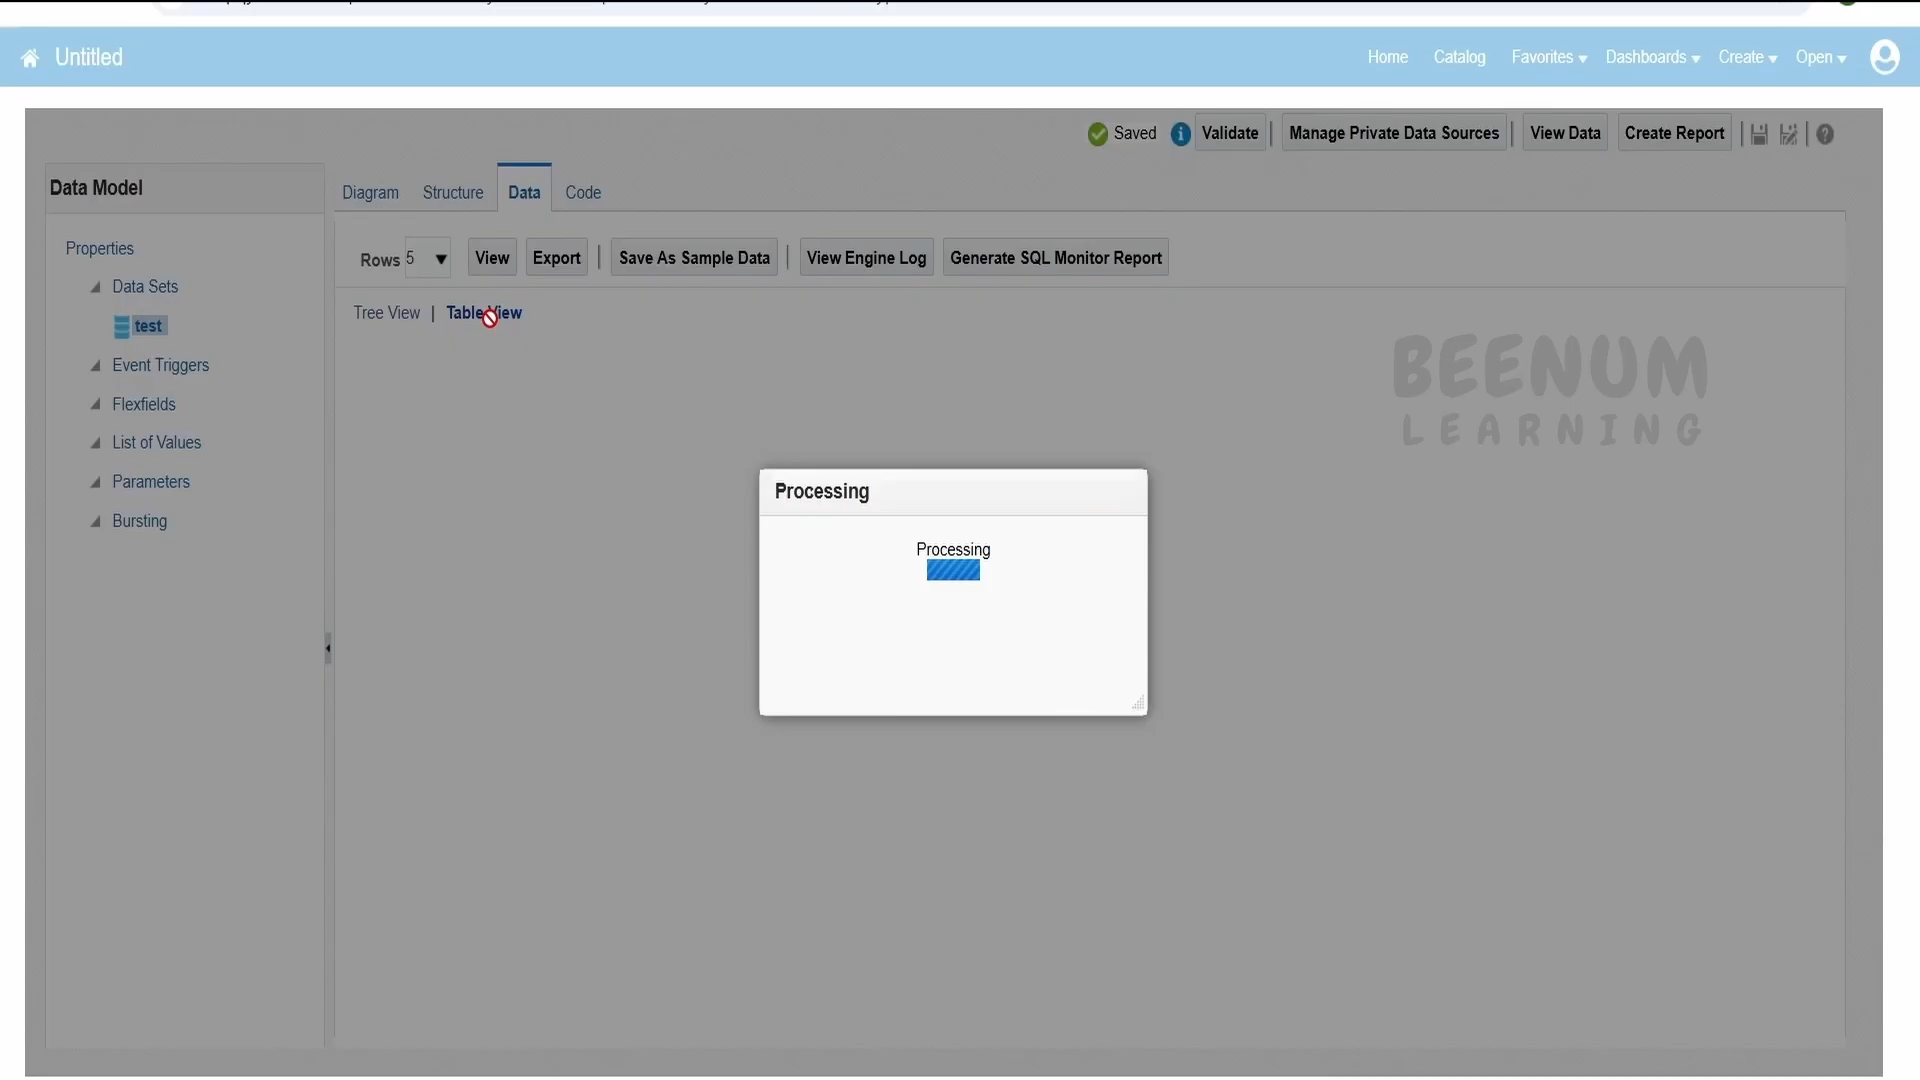 Untitled
Home Catalog Favorites Dashboards Create Open
Saved Validate Manage Private Data Sources View Data Create Report
Data Model
Diagram Structure Data Code
Properties
Data Sets
test
Event Triggers
Flexfields
List of Values
Parameters
Bursting
Rows 5 View Export Save As Sample Data View Engine Log Generate SQL Monitor Report
Tree View | Table View
BEENUM
LEARNING
Processing
Processing